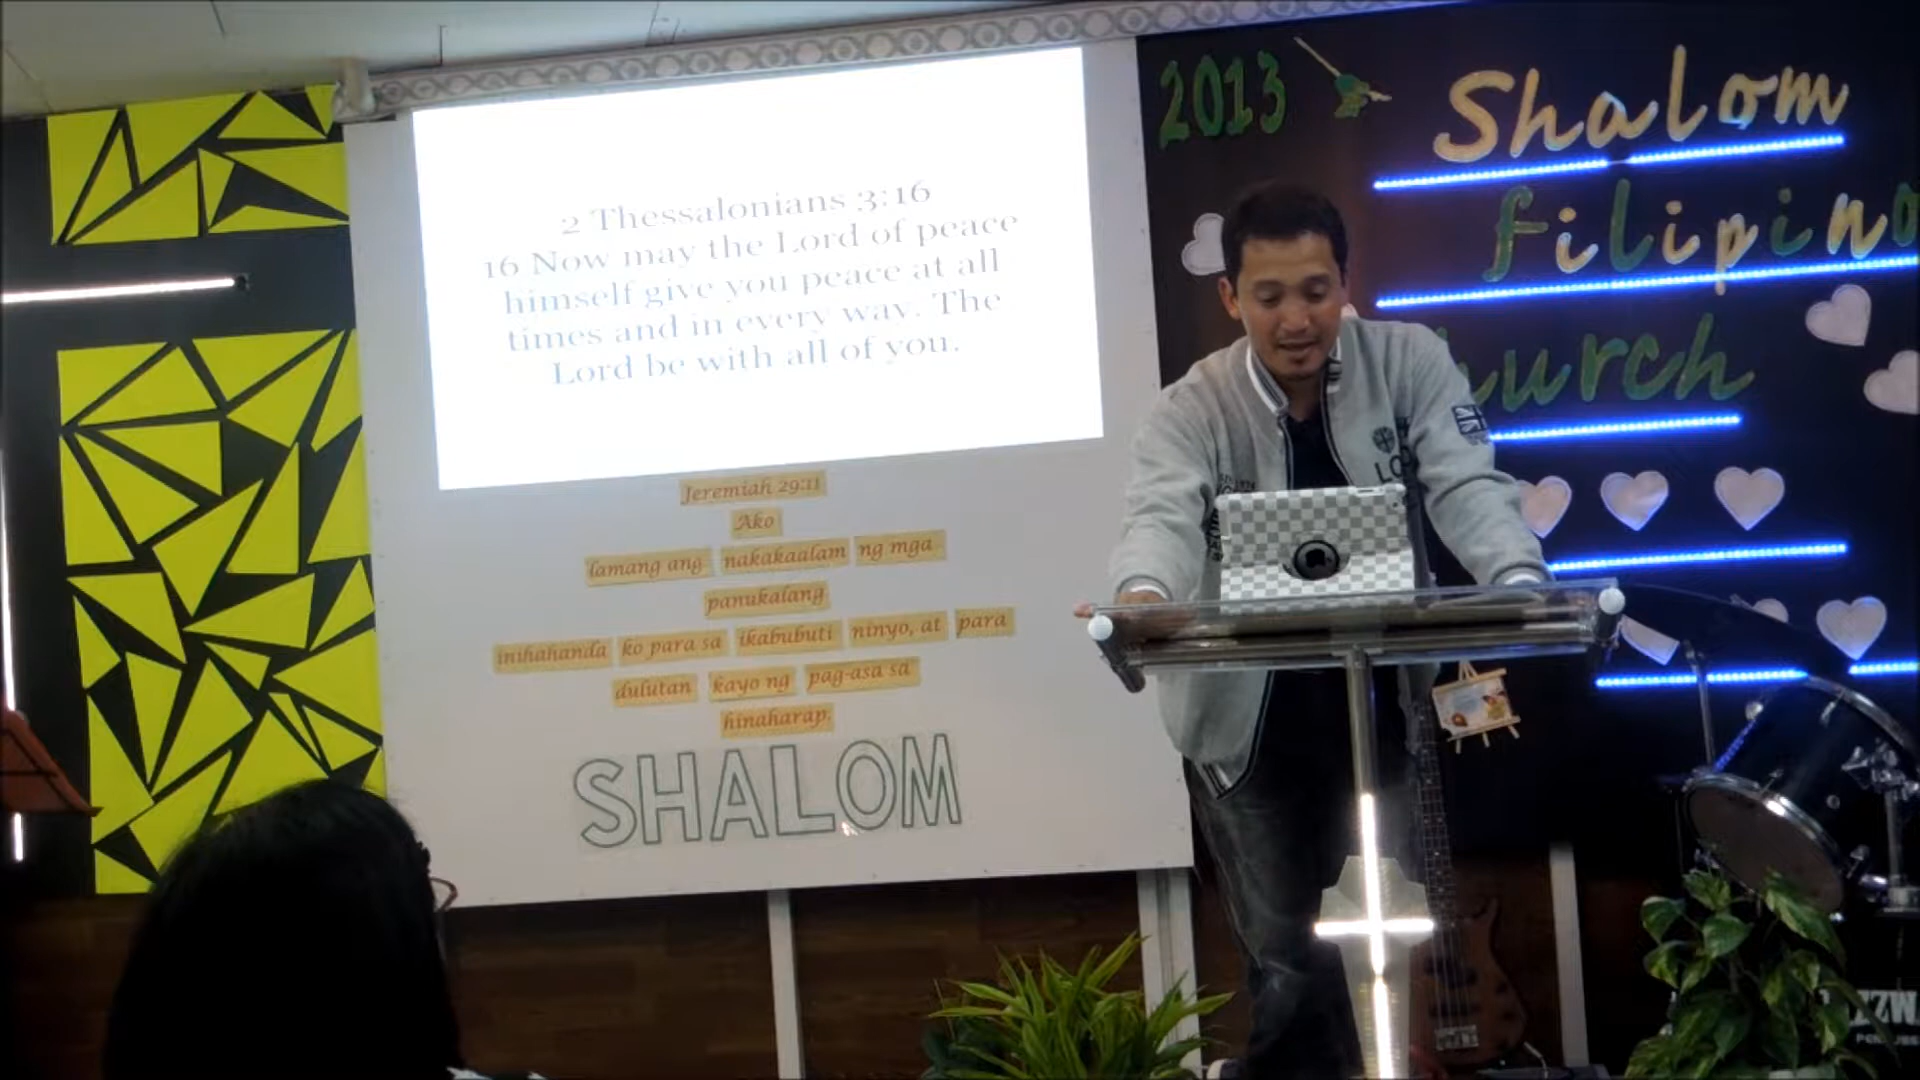 2 Thessalonians 3:16
16 Now may the Lord of peace
himself give you peace at all
times and in every way. The
Lord be with all of you.
Jeremiah 29:11
Ako
lamang ang nakakaalam ng mga
panukalang
inihahanda ko para sa ikabubuti ninyo, at para
dulutan kayo ng pag-asa sa
hinaharap.
SHALOM
2013
Shalom
filipino